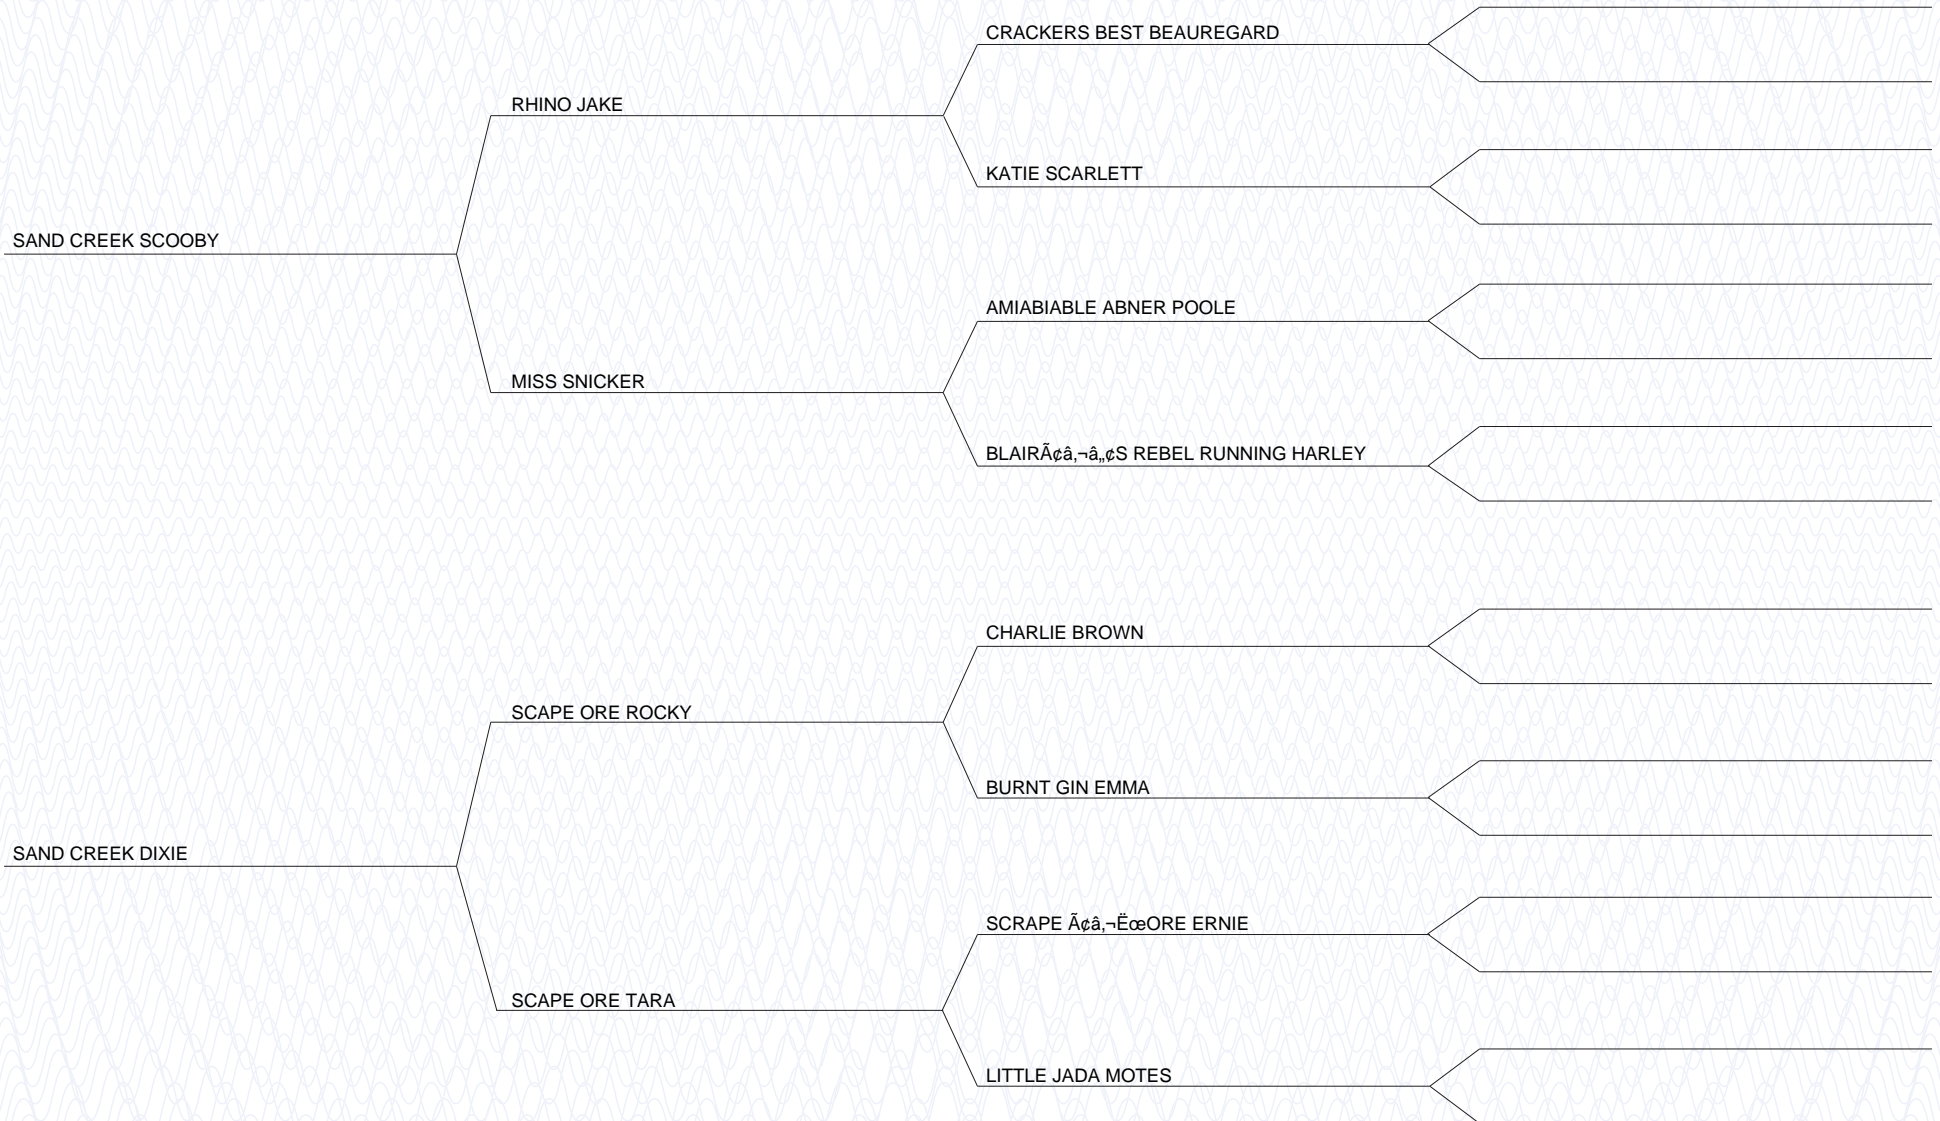 CRACKERS BEST BEAUREGARD
RHINO JAKE
KATIE SCARLETT
SAND CREEK SCOOBY
AMIABIABLE ABNER POOLE
MISS SNICKER
BLAIRÃ¢â‚¬â„¢S REBEL RUNNING HARLEY
CHARLIE BROWN
SCAPE ORE ROCKY
BURNT GIN EMMA
SAND CREEK DIXIE
SCRAPE Ã¢â‚¬ËœORE ERNIE
SCAPE ORE TARA
LITTLE JADA MOTES